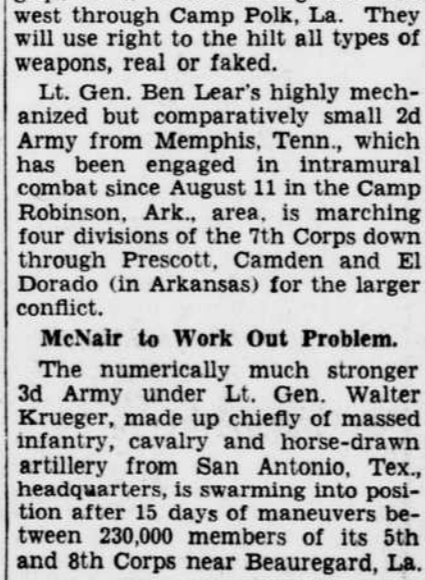 west through Camp Polk, La. They
will use right to the hilt all types of
weapons, real or faked.
Lt. Gen. Ben Lear's highly mech-
anized but comparatively small 2d
Army from Memphis, Tenn., which
has been engaged in intramural
combat since August 11 in the Camp
Robinson, Ark., area, is marching
four divisions of the 7th Corps down
through Prescott, Camden and El
Dorado (in Arkansas) for the larger
conflict.
McNair to Work Out Problem.
The numerically much stronger
3d Army under Lt. Gen. Walter
Krueger, made up chiefly of massed
infantry, cavalry and horse-drawn
artillery from San Antonio, Tex.,
headquarters, is swarming into posi-
tion after 15 days of maneuvers be-
tween 230,000 members of its 5th
and 8th Corps near Beauregard, La.